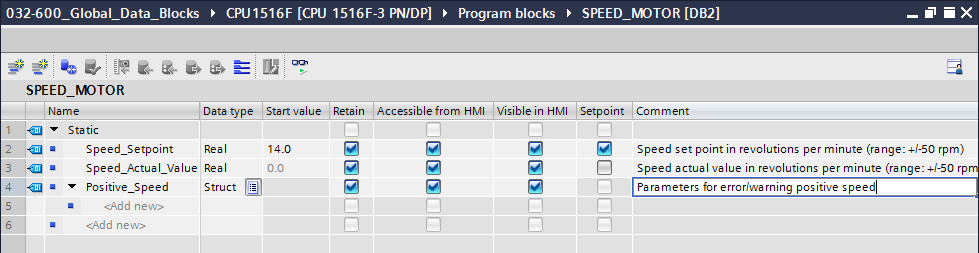 032-600_Global_Data_Blocks CPU1516F [CPU 1516F-3 PN/DP] Program blocks SPEED_MOTOR [DB2]
SPEED_MOTOR
Name Data type Start value Retain Accessible from HMI Visible in HMI Setpoint Comment
1 Static
2 Speed_Setpoint Real 14.0 Speed set point in revolutions per minute (range: +/-50 rpm)
3 Speed_Actual_Value Real 0.0 Speed actual value in revolutions per minute (range: +/-50 rpm
4 Positive_Speed Struct Parameters for error/warning positive speed
5 <Add new>
6 <Add new>